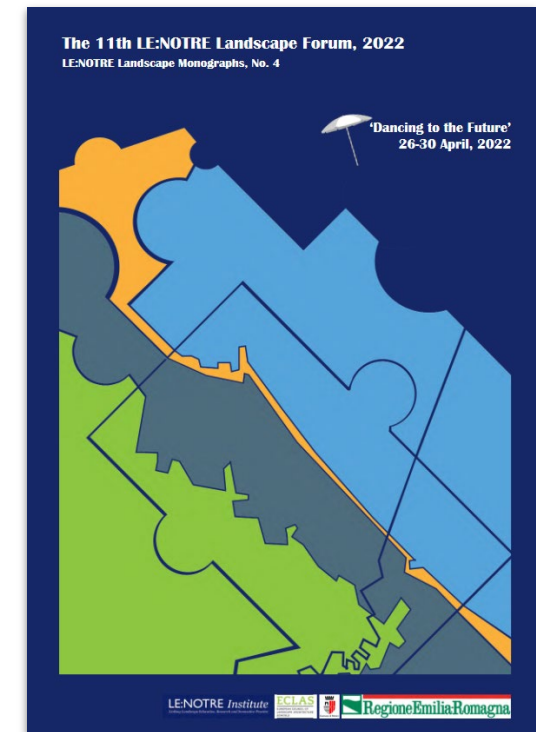 The 11th LE:NOTRE Landscape Forum, 2022
LE:NOTRE Landscape Monographs, No. 4
'Dancing to the Future'
26-30 April, 2022
LE:NOTRE Institute
ECLAS
RegioneEmiliaRomagna